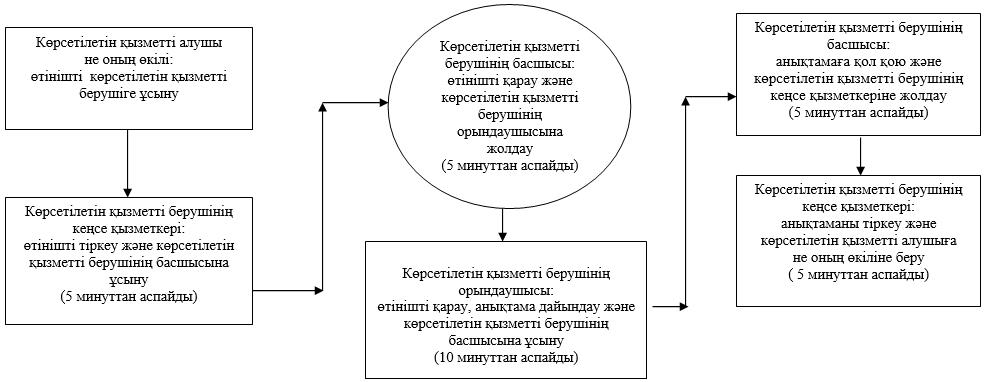 Көрсетілетін қызметті алушы
не оның өкілі:
өтінішті көрсетілетін қызметті
берушіге ұсыну
Көрсетілетін қызметті берушінің
кеңсе қызметкері:
өтінішті тіркеу және көрсетілетін
қызметті берушінің басшысына
ұсыну
(5 минуттан аспайды)
Көрсетілетін қызметті
берушінің басшысы:
өтінішті қарау және
көрсетілетін қызметті
берушінің
орындаушысына
жолдау
(5 минуттан аспайды)
Көрсетілетін қызметті берушінің
орындаушысы:
өтінішті қарау, анықтама дайындау және
көрсетілетін қызметті берушінің
басшысына ұсыну
(10 минуттан аспайды)
Көрсетілетін қызметті берушінің
басшысы:
анықтамаға қол қою және
көрсетілетін қызметті берушінің
кеңсе қызметкеріне жолдау
(5 минуттан аспайды)
Көрсетілетін қызметті берушінің
кеңсе қызметкері:
анықтаманы тіркеу және
көрсетілетін қызметті алушыға
не оның өкіліне беру
( 5 минуттан аспайды)